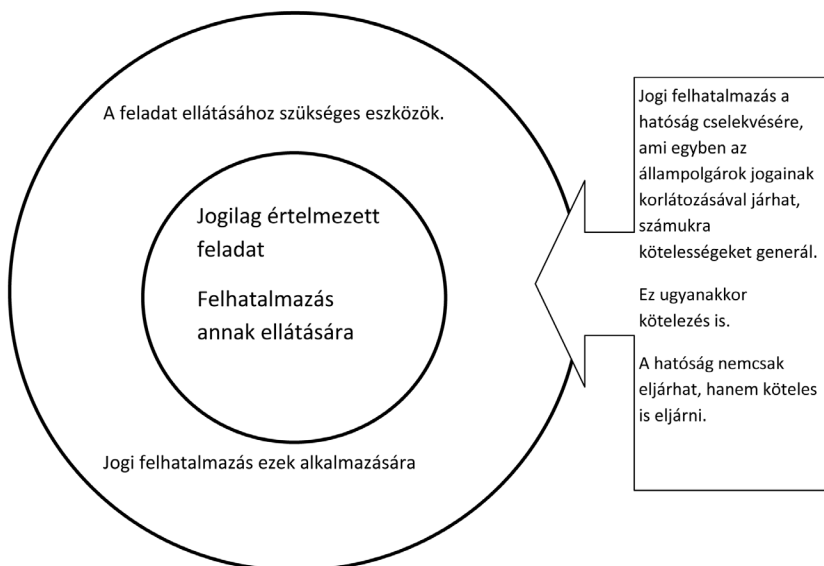 A feladat ellátásához szükséges eszközök.
Jogilag értelmezett
feladat
Felhatalmazás
annak ellátására
Jogi felhatalmazás ezek alkalmazására
Jogi felhatalmazás a
hatóság cselekvésére,
ami egyben az
állampolgárok jogainak
korlátozásával járhat,
számukra
kötelességeket generál.
Ez ugyanakkor
kötelezés is.
A hatóság nemcsak
eljárhat, hanem köteles
is eljárni.